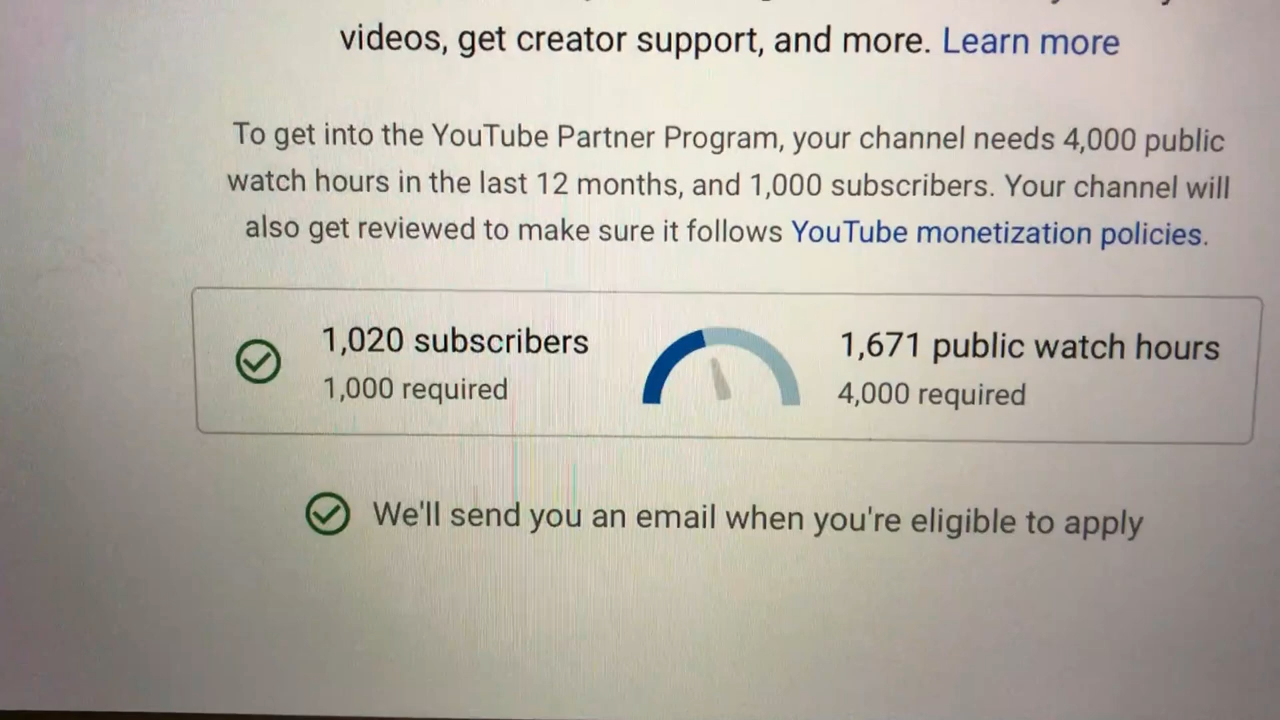 videos, get creator support, and more. Learn more
To get into the YouTube Partner Program, your channel needs 4,000 public
watch hours in the last 12 months, and 1,000 subscribers. Your channel will
also get reviewed to make sure it follows YouTube monetization policies.
1,020 subscribers
1,000 required
1,671 public watch hours
4,000 required
We'll send you an email when you're eligible to apply